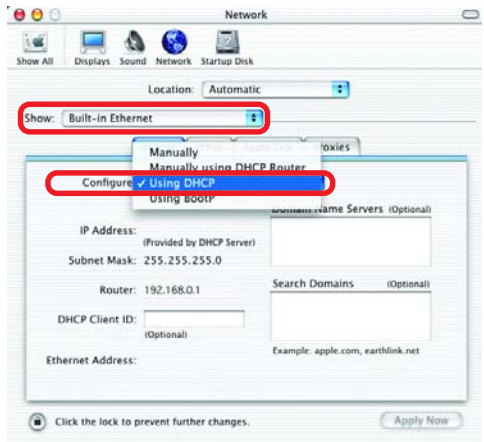 Network
Show All Displays Sound Network Startup Disk
Location: Automatic
Show: Built-in Ethernet
Proxies
Manually
Manually using DHCP Router
Configure ✓ Using DHCP
Using BootP
Domain Name Servers (Optional)
IP Address:
(Provided by DHCP Server)
Subnet Mask: 255.255.255.0
Router: 192.168.0.1
Search Domains (Optional)
DHCP Client ID:
(Optional)
Example: apple.com, earthlink.net
Ethernet Address:
Click the lock to prevent further changes.
Apply Now